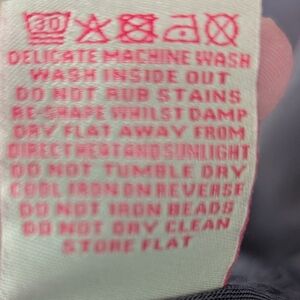 30
DELICATE MACHINE WASH
WASH INSIDE OUT
DO NOT RUB STAINS
RE-SHAPE WHILST DAMP
DRY FLAT AWAY FROM
DIRECT HEAT AND SUNLIGHT
DO NOT TUMBLE DRY
COOL IRON ON REVERSE
DO NOT IRON BEADS
DO NOT DRY CLEAN
STORE FLAT